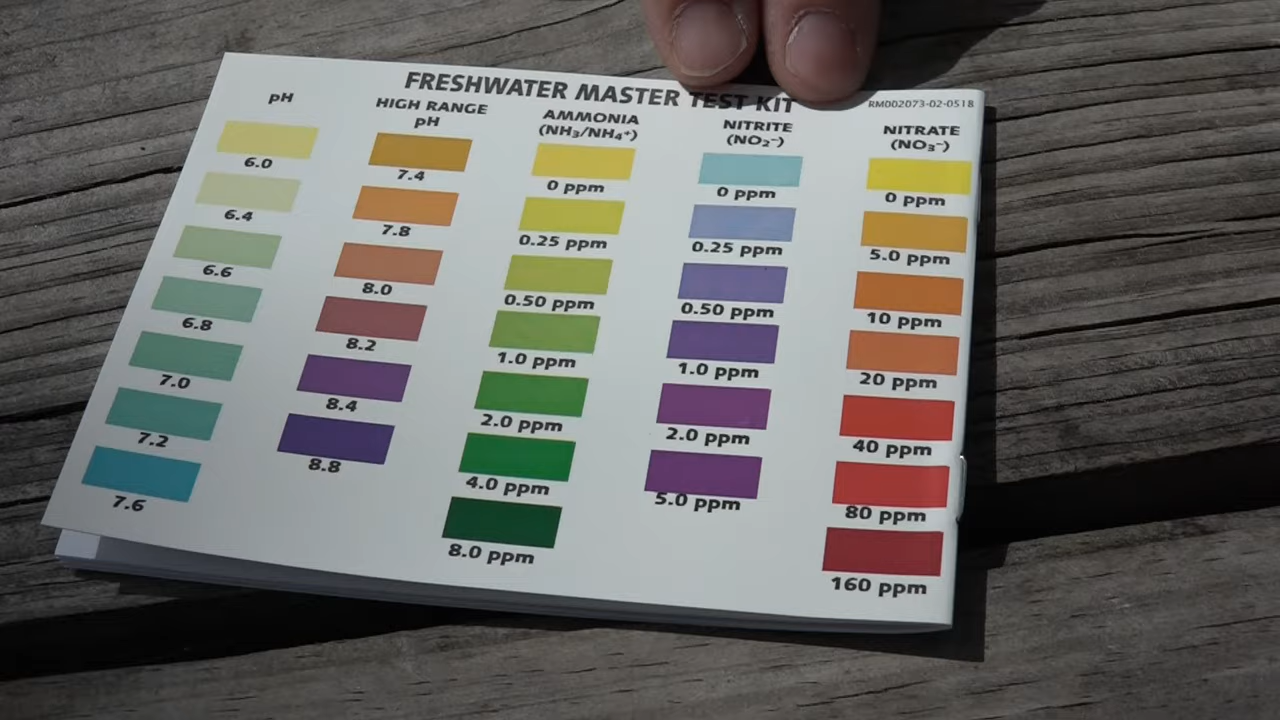 FRESHWATER MASTER TEST KIT
RM002073-02-0518
pH
6.0
6.4
6.6
6.8
7.0
7.2
7.6
HIGH RANGE
pH
7.4
7.8
8.0
8.2
8.4
8.8
AMMONIA
(NH₃/NH₄⁺)
0 ppm
0.25 ppm
0.50 ppm
1.0 ppm
2.0 ppm
4.0 ppm
8.0 ppm
NITRITE
(NO₂⁻)
0 ppm
0.25 ppm
0.50 ppm
1.0 ppm
2.0 ppm
5.0 ppm
NITRATE
(NO₃⁻)
0 ppm
5.0 ppm
10 ppm
20 ppm
40 ppm
80 ppm
160 ppm